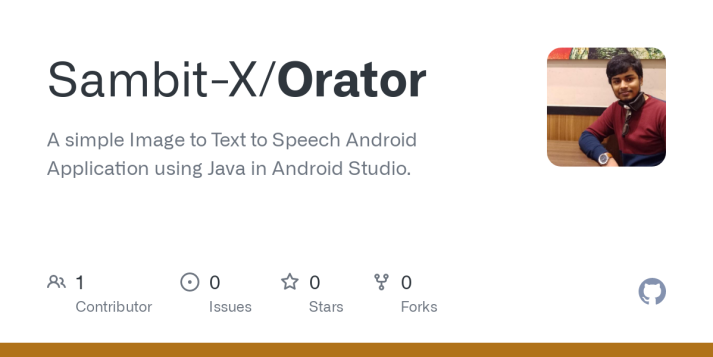 Sambit-X/Orator
A simple Image to Text to Speech Android
Application using Java in Android Studio.
1
Contributor
0
Issues
0
Stars
0
Forks